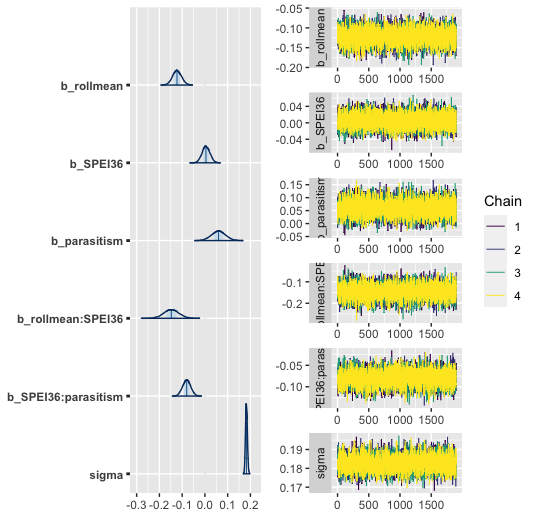 b_rollmean
b_SPEI36
b_parasitism
b_rollmean:SPEI36
b_SPEI36:parasitism
sigma
-0.3 -0.2 -0.1 0.0 0.1 0.2
b_rollmean
-0.05
-0.10
-0.15
-0.20
0 500 1000 1500
b_SPEI36
0.04
0.00
-0.04
0 500 1000 1500
b_parasitism
0.15
0.10
0.05
0.00
-0.05
0 500 1000 1500
ollmean:SPE
-0.1
-0.2
0 500 1000 1500
EI36:paras
-0.05
-0.10
0 500 1000 1500
sigma
0.19
0.18
0.17
0 500 1000 1500
Chain
1
2
3
4